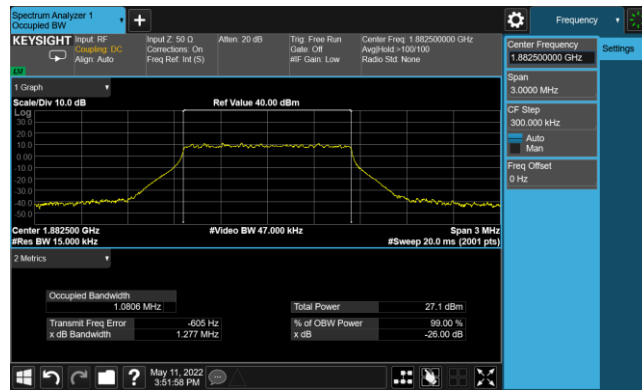 Spectrum Analyzer 1
Occupied BW
Frequency
KEYSIGHT
Input: RF
Coupling: DC
Align: Auto
Input Z: 50 Ω
Corrections: On
Freq Ref: Int (S)
Atten: 20 dB
Trig: Free Run
Gate: Off
#IF Gain: Low
Center Freq: 1.882500000 GHz
Avg|Hold:>100/100
Radio Std: None
Center Frequency
1.882500000 GHz
Settings
Span
3.0000 MHz
CF Step
300.000 kHz
Auto
Man
Freq Offset
0 Hz
1 Graph
Scale/Div 10.0 dB
Ref Value 40.00 dBm
Log
30.0
20.0
10.0
0.00
-10.0
-20.0
-30.0
-40.0
-50.0
Center 1.882500 GHz
#Video BW 47.000 kHz
Span 3 MHz
#Res BW 15.000 kHz
#Sweep 20.0 ms (2001 pts)
2 Metrics
Occupied Bandwidth
1.0806 MHz
Total Power
27.1 dBm
Transmit Freq Error
-605 Hz
% of OBW Power
99.00 %
x dB Bandwidth
1.277 MHz
x dB
-26.00 dB
?
May 11, 2022
3:51:58 PM